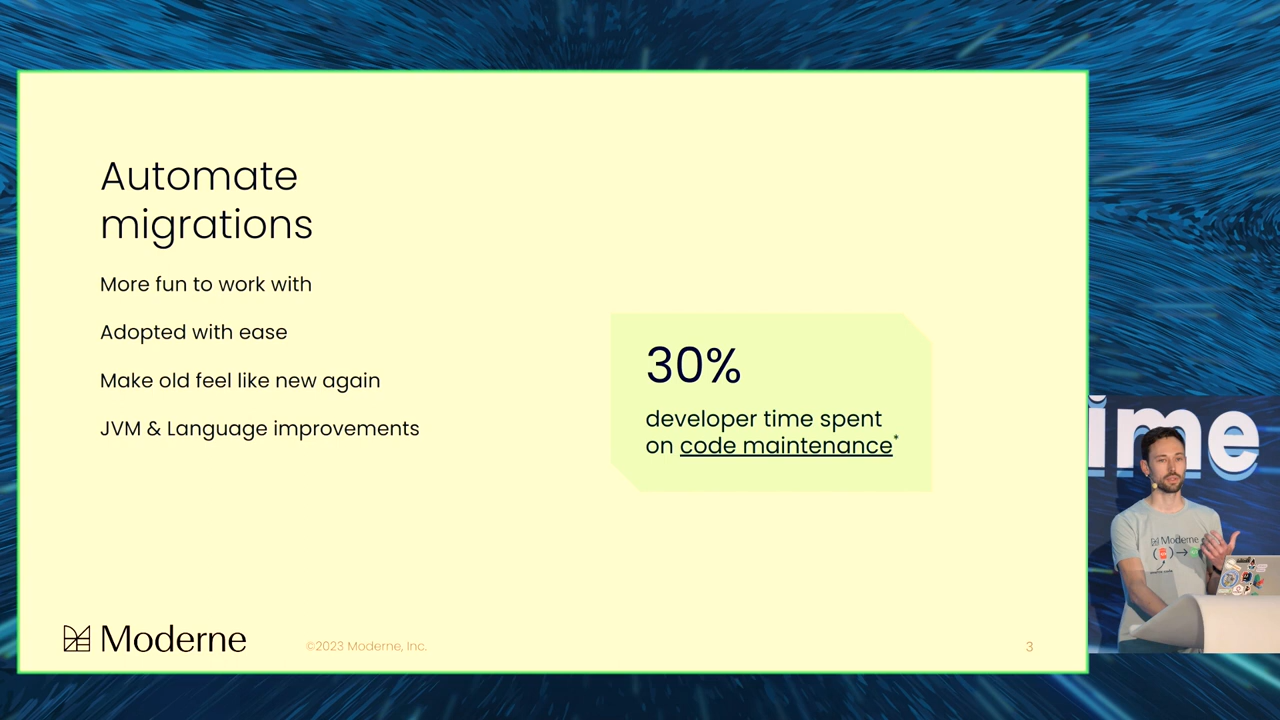 Automate
migrations
More fun to work with
Adopted with ease
Make old feel like new again
JVM & Language improvements
30%
developer time spent
on code maintenance*
Moderne
©2023 Moderne, Inc.
3
ime
Moderne